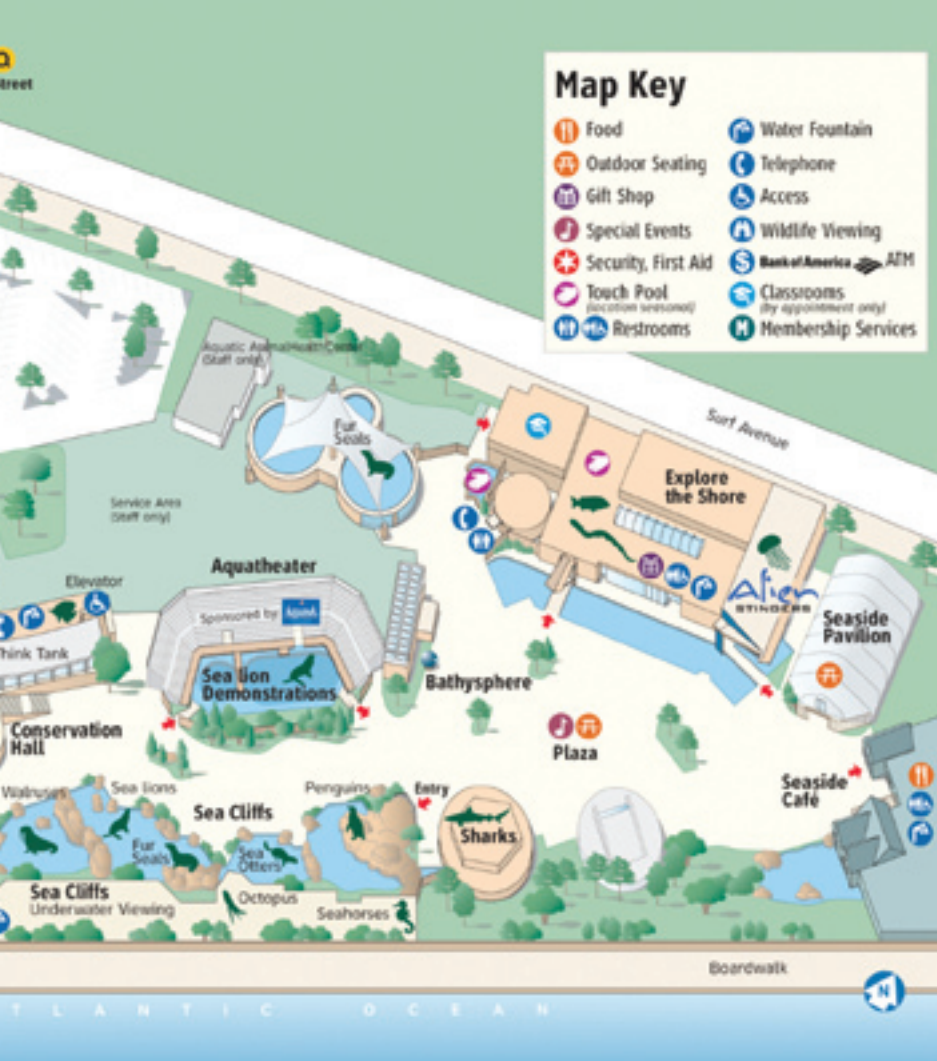 treet
Map Key
Food
Outdoor Seating
Gift Shop
Special Events
Security, First Aid
Touch Pool
(location seasonal)
Restrooms
Water Fountain
Telephone
Access
Wildlife Viewing
Bank of America ATM
Classrooms
(by appointment only)
M Membership Services
Surf Avenue
Aquatic Animal Health Center
(Staff only)
Fur
Seals
Explore
the Shore
Service Area
(Staff only)
Alien
STINGERS
Seaside
Pavilion
Aquatheater
Sponsored by
Elevator
Think Tank
Sea Lion
Demonstrations
Bathysphere
Conservation
Hall
Plaza
Seaside
Café
Walruses
Sea lions
Sea Cliffs
Penguins
Entry
Sharks
Fur
Seals
Sea
Otters
Sea Cliffs
Underwater Viewing
Octopus
Seahorses
Boardwalk
N
TLANTIC OCEAN